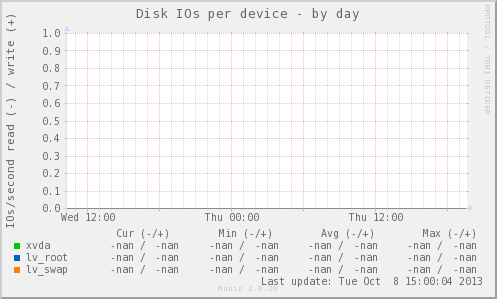 Disk IOs per device - by day
RRDTOOL / TOBI OETIKER
IOs/second read (-) / write (+)
1.0
0.9
0.8
0.7
0.6
0.5
0.4
0.3
0.2
0.1
0.0
Wed 12:00 Thu 00:00 Thu 12:00
Cur (-/+) Min (-/+) Avg (-/+) Max (-/+)
xvda -nan / -nan -nan / -nan -nan / -nan -nan / -nan
lv_root -nan / -nan -nan / -nan -nan / -nan -nan / -nan
lv_swap -nan / -nan -nan / -nan -nan / -nan -nan / -nan
Last update: Tue Oct 8 15:00:04 2013
Munin 2.0.20